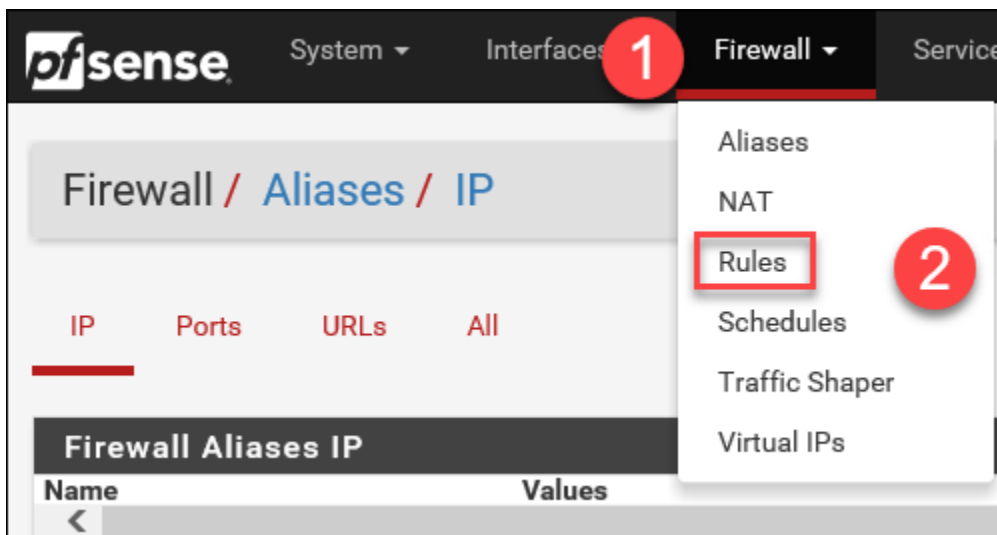 pfsense
System
Interfaces
1
Firewall
Service
Aliases
NAT
Rules
2
Schedules
Traffic Shaper
Virtual IPs
Firewall / Aliases / IP
IP Ports URLs All
Firewall Aliases IP
Name Values